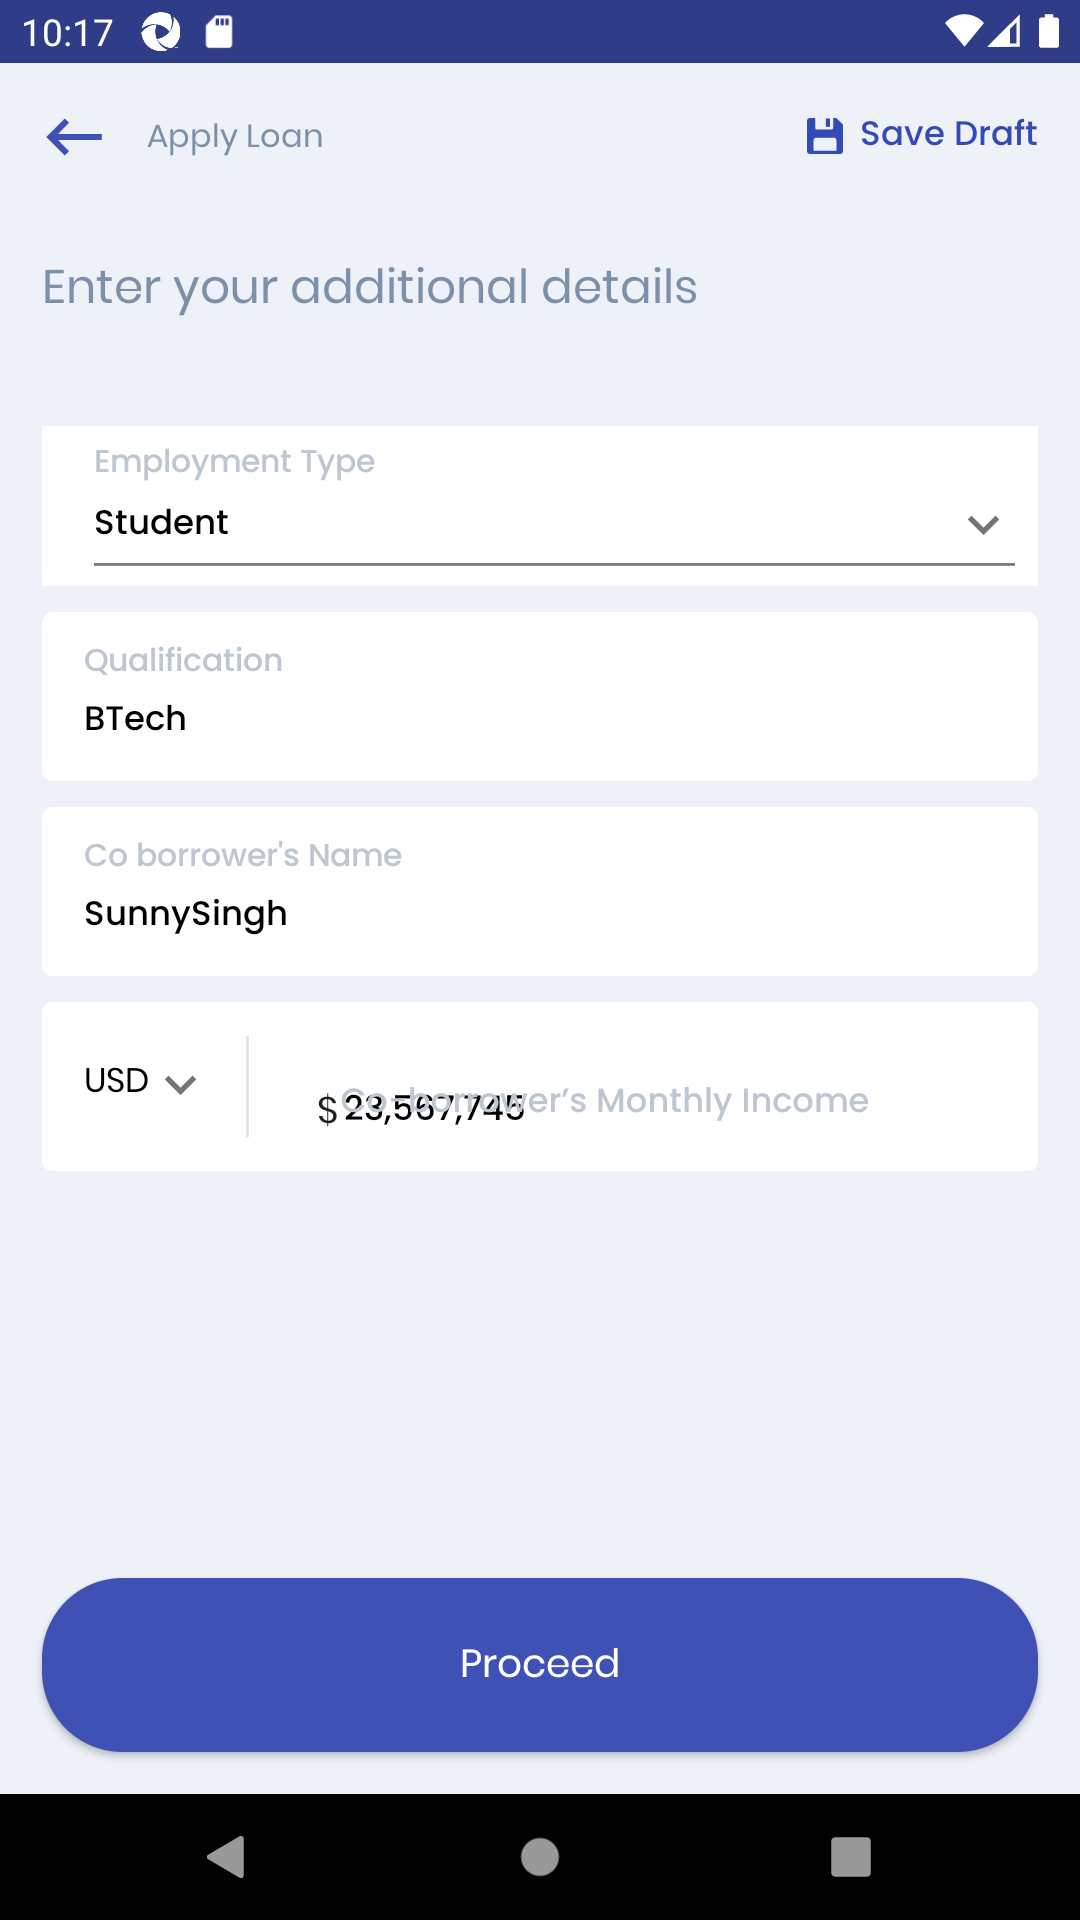 10:17
Apply Loan
Save Draft
Enter your additional details
Employment Type
Student
Qualification
BTech
Co borrower's Name
SunnySingh
USD
Co-borrower’s Monthly Income
$ 23,567,745
Proceed